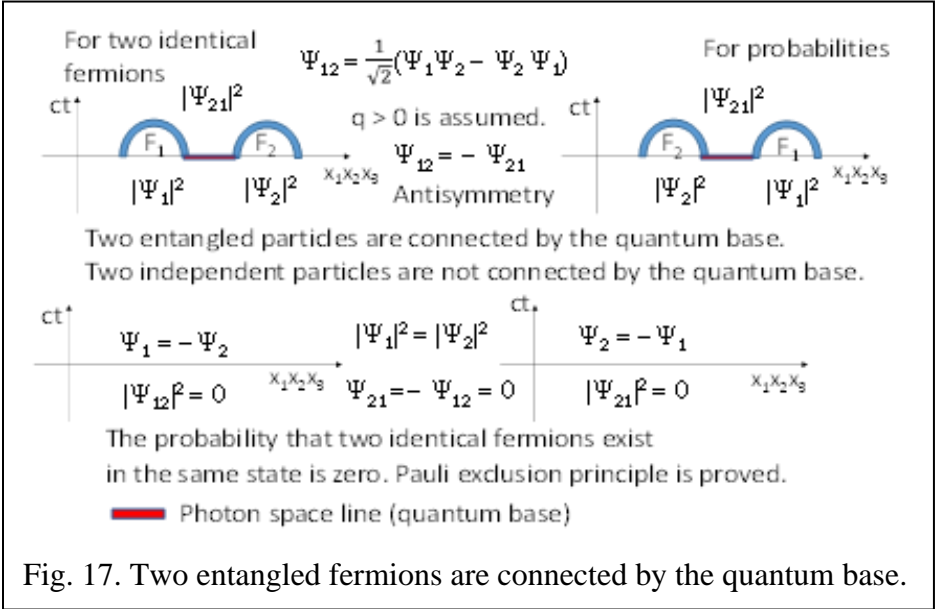 For two identical
fermions
Ψ₁₂ = 1/√2 (Ψ₁Ψ₂ − Ψ₂Ψ₁)
For probabilities
ct
|Ψ₂₁|²
F₁
F₂
x₁x₂x₃
|Ψ₁|²
|Ψ₂|²
q > 0 is assumed.
Ψ₁₂ = − Ψ₂₁
Antisymmetry
ct
|Ψ₂₁|²
F₂
F₁
x₁x₂x₃
|Ψ₂|²
|Ψ₁|²
Two entangled particles are connected by the quantum base.
Two independent particles are not connected by the quantum base.
ct
Ψ₁ = − Ψ₂
x₁x₂x₃
|Ψ₁₂|² = 0
|Ψ₁|² = |Ψ₂|²
Ψ₂₁ = − Ψ₁₂ = 0
ct
Ψ₂ = − Ψ₁
x₁x₂x₃
|Ψ₂₁|² = 0
The probability that two identical fermions exist
in the same state is zero. Pauli exclusion principle is proved.
Photon space line (quantum base)
Fig. 17. Two entangled fermions are connected by the quantum base.